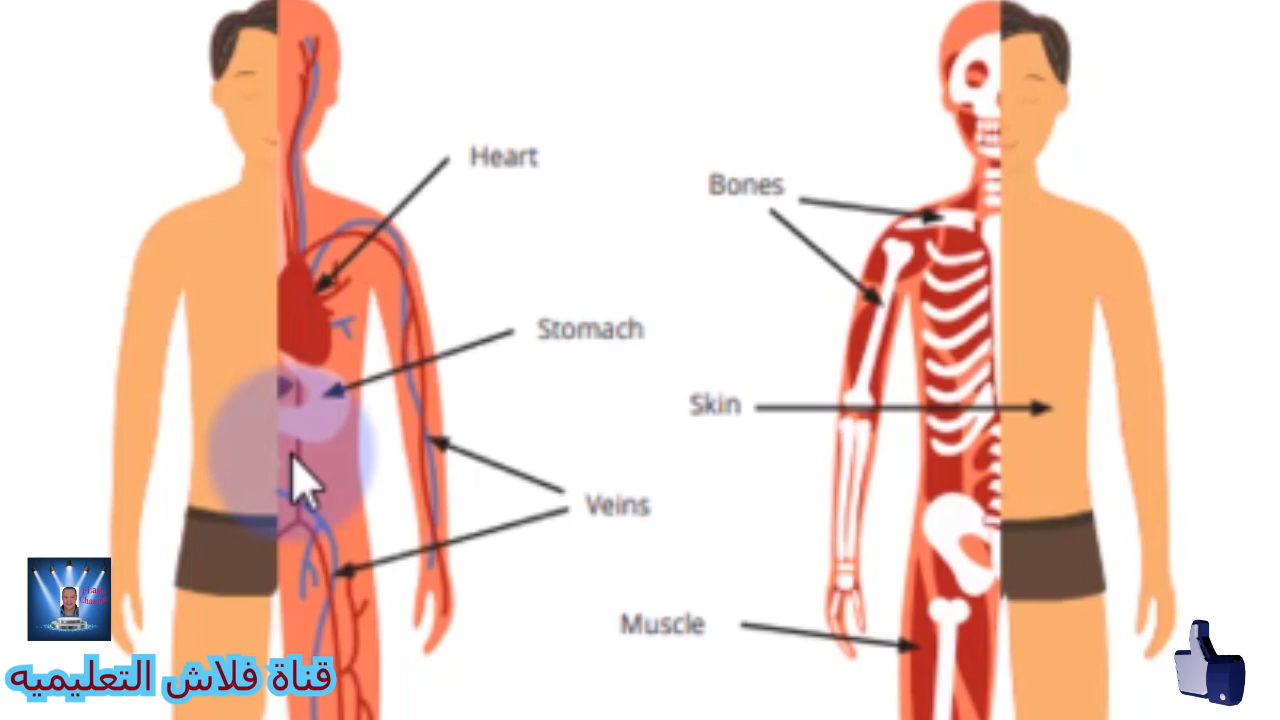 Heart
Bones
Stomach
Skin
Veins
Muscle
قناة فلاش التعليميه